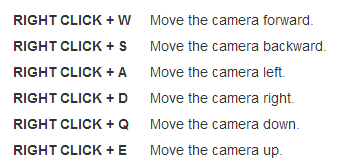 RIGHT CLICK + W Move the camera forward.
RIGHT CLICK + S Move the camera backward.
RIGHT CLICK + A Move the camera left.
RIGHT CLICK + D Move the camera right.
RIGHT CLICK + Q Move the camera down.
RIGHT CLICK + E Move the camera up.